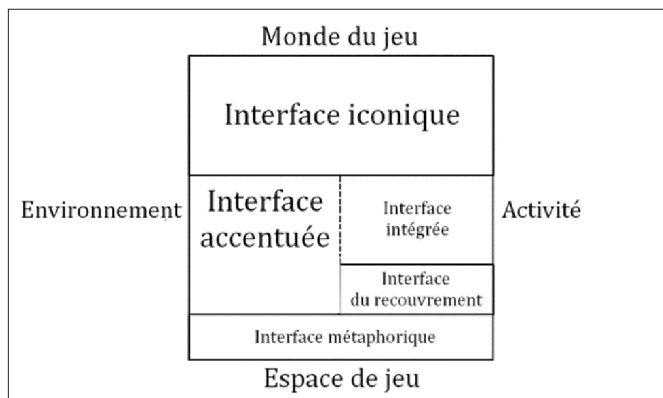 Monde du jeu
Interface iconique
Environnement
Interface
accentuée
Interface
intégrée
Activité
Interface
du recouvrement
Interface métaphorique
Espace de jeu